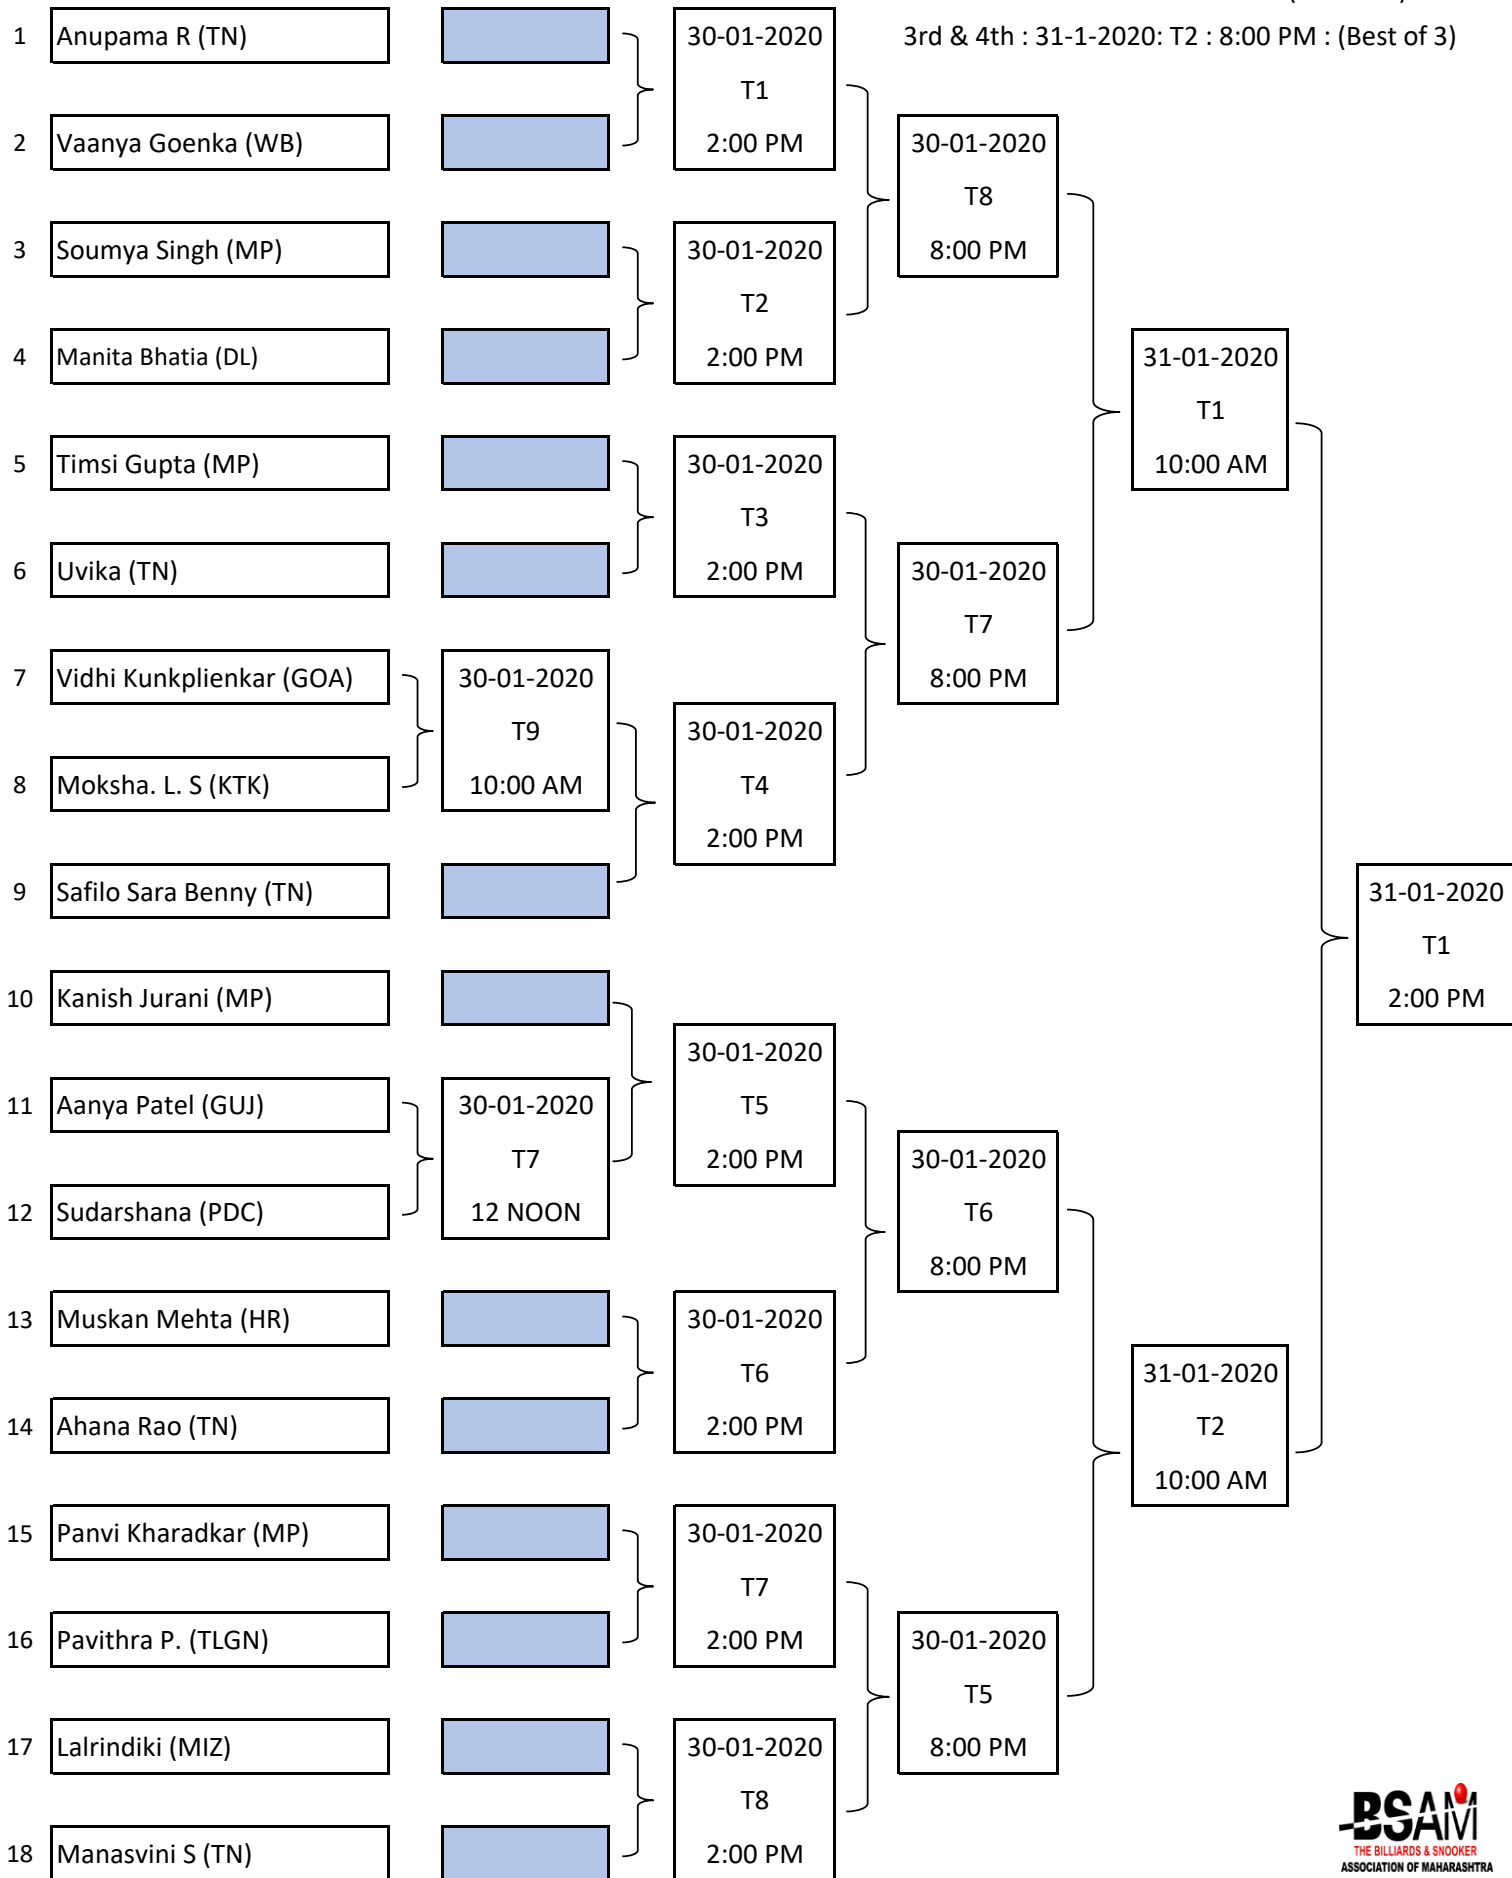 3rd & 4th : 31-1-2020: T2 : 8:00 PM : (Best of 3)
1 Anupama R (TN)
2 Vaanya Goenka (WB)
30-01-2020
T1
2:00 PM
30-01-2020
T8
8:00 PM
3 Soumya Singh (MP)
4 Manita Bhatia (DL)
30-01-2020
T2
2:00 PM
31-01-2020
T1
10:00 AM
5 Timsi Gupta (MP)
6 Uvika (TN)
30-01-2020
T3
2:00 PM
30-01-2020
T7
8:00 PM
7 Vidhi Kunkplienkar (GOA)
8 Moksha. L. S (KTK)
30-01-2020
T9
10:00 AM
30-01-2020
T4
2:00 PM
9 Safilo Sara Benny (TN)
31-01-2020
T1
2:00 PM
10 Kanish Jurani (MP)
11 Aanya Patel (GUJ)
12 Sudarshana (PDC)
30-01-2020
T7
12 NOON
30-01-2020
T5
2:00 PM
30-01-2020
T6
8:00 PM
13 Muskan Mehta (HR)
14 Ahana Rao (TN)
30-01-2020
T6
2:00 PM
31-01-2020
T2
10:00 AM
15 Panvi Kharadkar (MP)
16 Pavithra P. (TLGN)
30-01-2020
T7
2:00 PM
30-01-2020
T5
8:00 PM
17 Lalrindiki (MIZ)
18 Manasvini S (TN)
30-01-2020
T8
2:00 PM
BSAM
THE BILLIARDS & SNOOKER
ASSOCIATION OF MAHARASHTRA